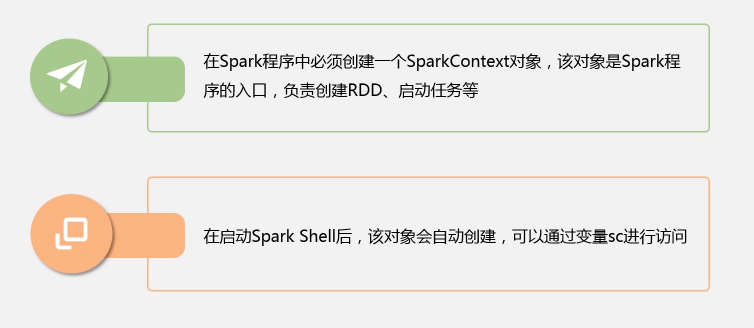 在Spark程序中必须创建一个SparkContext对象，该对象是Spark程
序的入口，负责创建RDD、启动任务等
在启动Spark Shell后，该对象会自动创建，可以通过变量sc进行访问